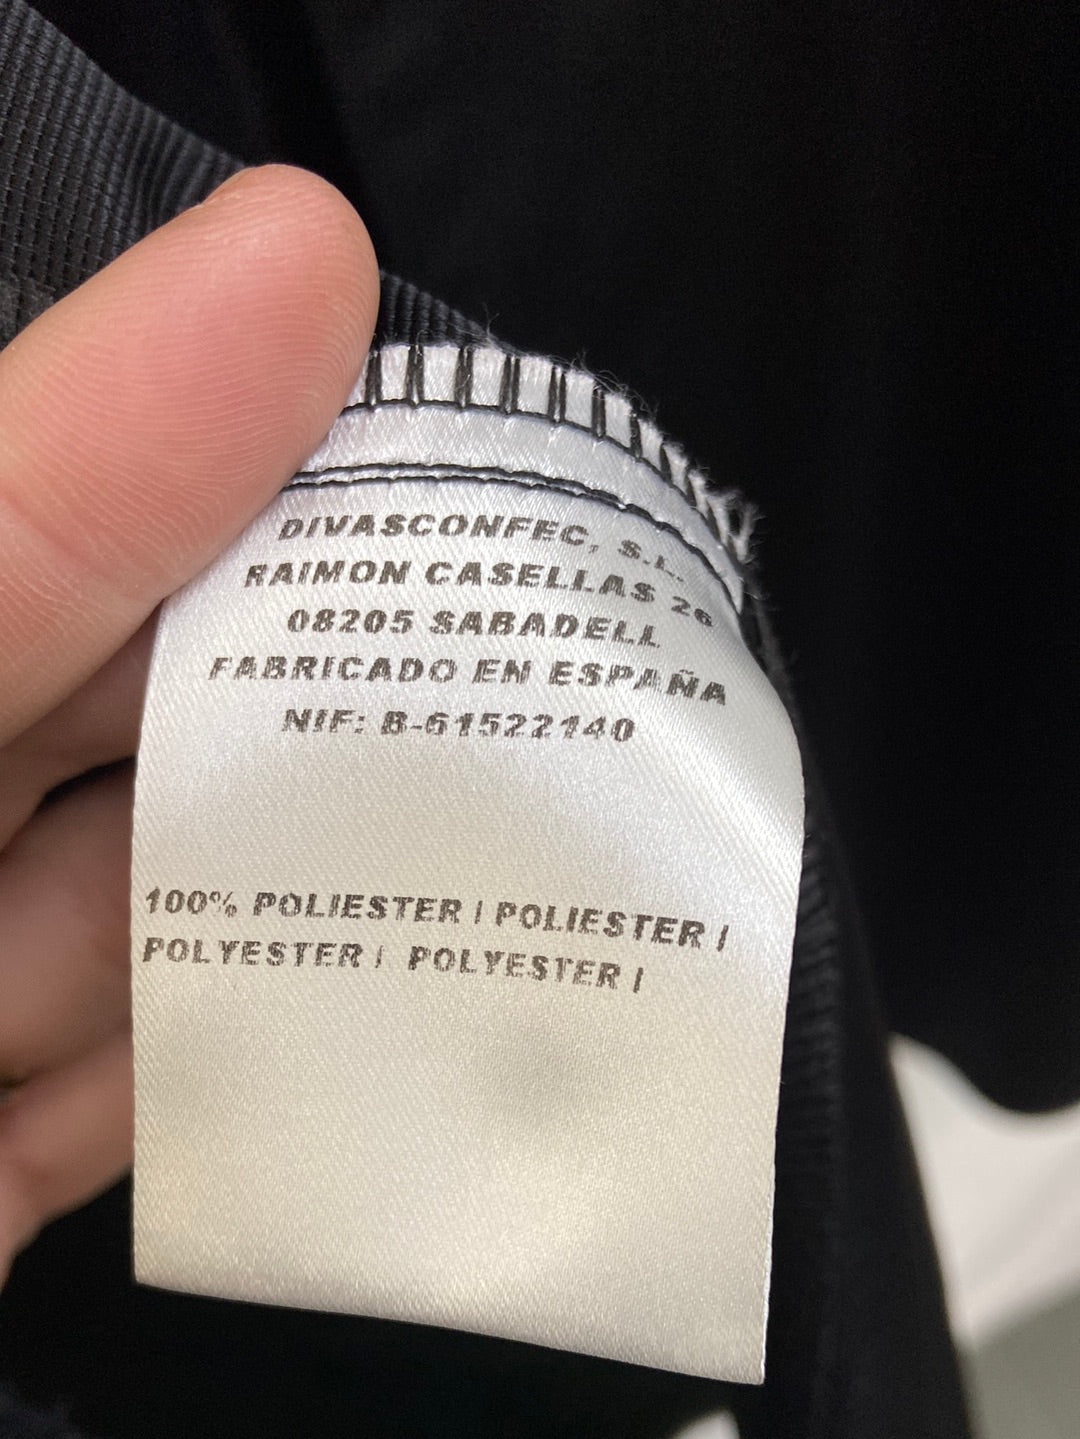 DIVASCONFEC, S.L.
RAIMON CASELLAS 26
08205 SABADELL
FABRICADO EN ESPAÑA
NIF: B-61522140
100% POLIESTER | POLIESTER |
POLYESTER | POLYESTER |